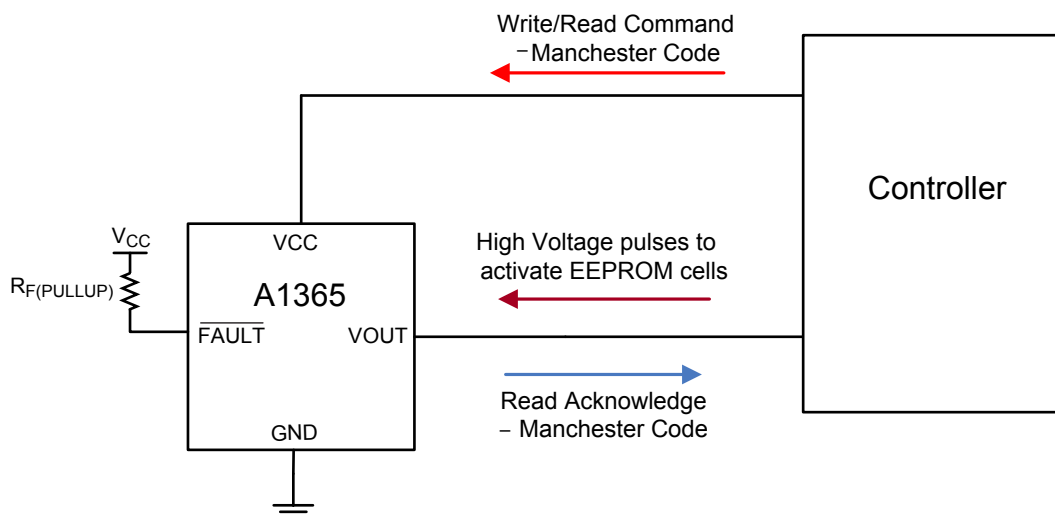 Write/Read Command
– Manchester Code
Controller
High Voltage pulses to
activate EEPROM cells
VCC
RF(PULLUP)
VCC
A1365
FAULT
VOUT
Read Acknowledge
– Manchester Code
GND